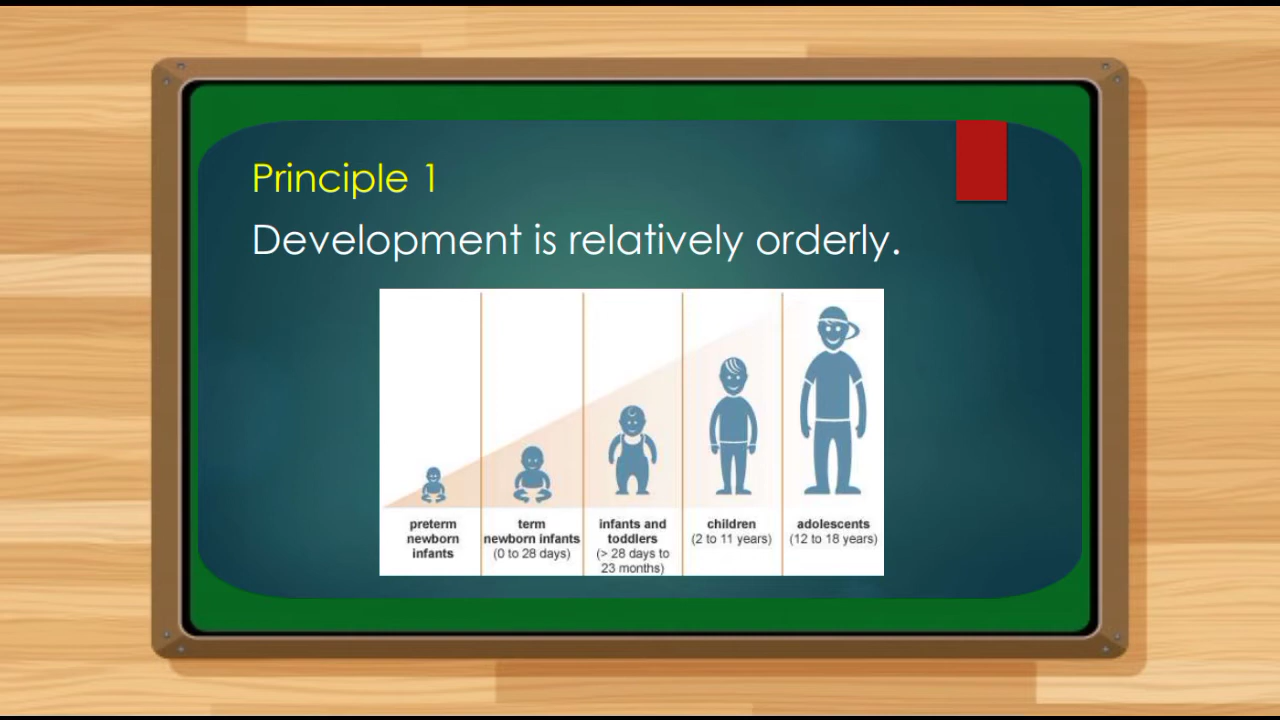 Principle 1
Development is relatively orderly.
preterm
newborn
infants
term
newborn infants
(0 to 28 days)
infants and
toddlers
(> 28 days to
23 months)
children
(2 to 11 years)
adolescents
(12 to 18 years)